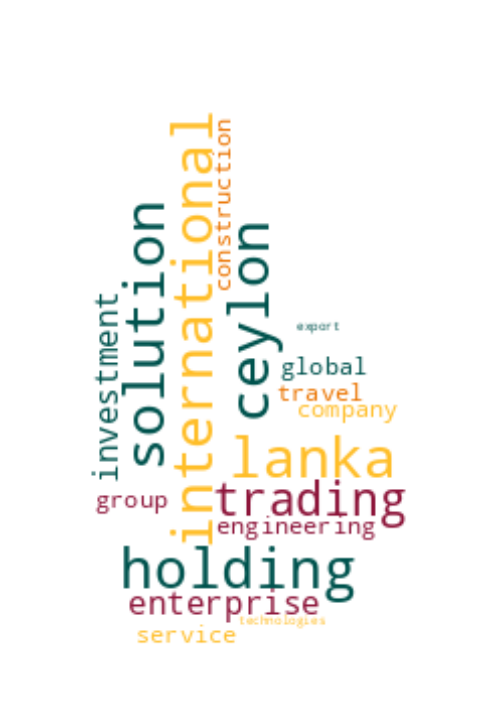 international
construction
solution
ceylon
investment
export
global
travel
company
lanka
trading
group
engineering
holding
enterprise
technologies
service